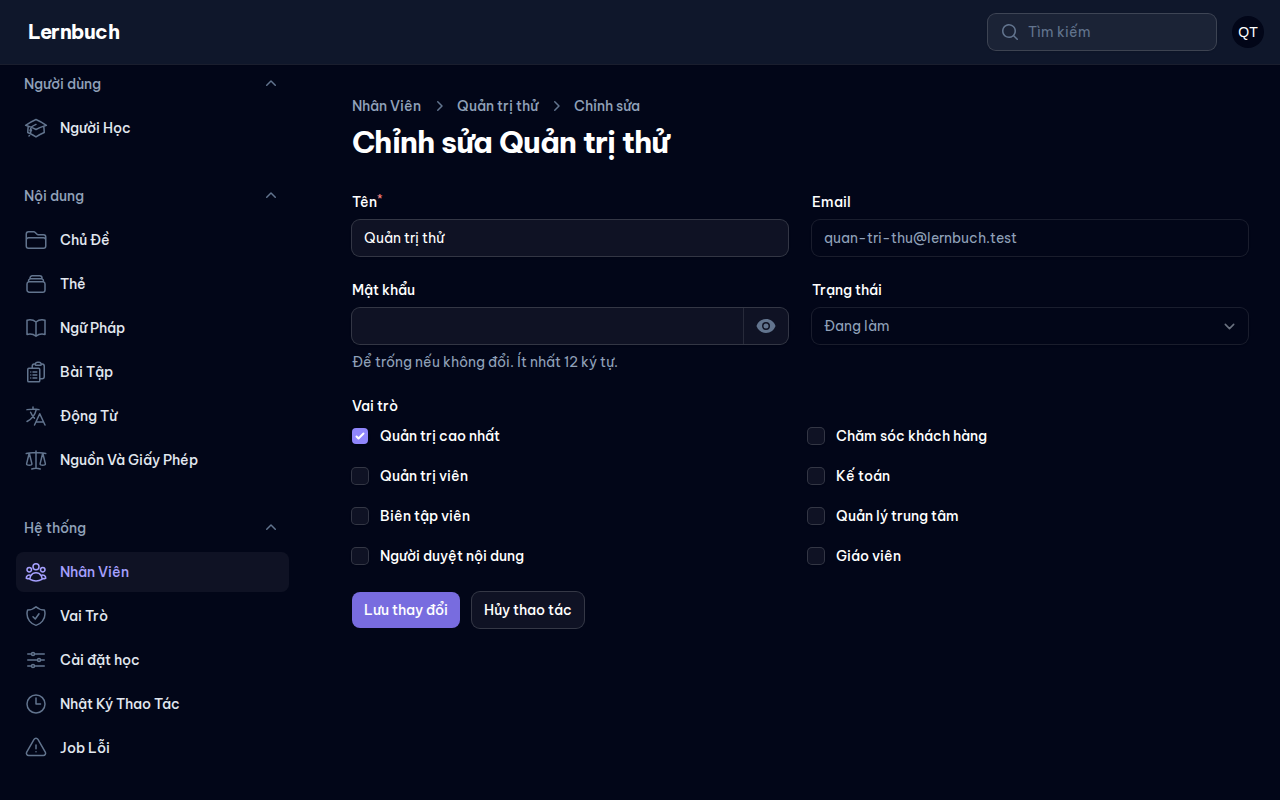 Lernbuch
Tìm kiếm
QT
Người dùng
Người Học
Nội dung
Chủ Đề
Thẻ
Ngữ Pháp
Bài Tập
Động Từ
Nguồn Và Giấy Phép
Hệ thống
Nhân Viên
Vai Trò
Cài đặt học
Nhật Ký Thao Tác
Job Lỗi
Nhân Viên > Quản trị thử > Chỉnh sửa
Chỉnh sửa Quản trị thử
Tên*
Quản trị thử
Email
quan-tri-thu@lernbuch.test
Mật khẩu
Để trống nếu không đổi. Ít nhất 12 ký tự.
Trạng thái
Đang làm
Vai trò
Quản trị cao nhất
Quản trị viên
Biên tập viên
Người duyệt nội dung
Chăm sóc khách hàng
Kế toán
Quản lý trung tâm
Giáo viên
Lưu thay đổi
Hủy thao tác